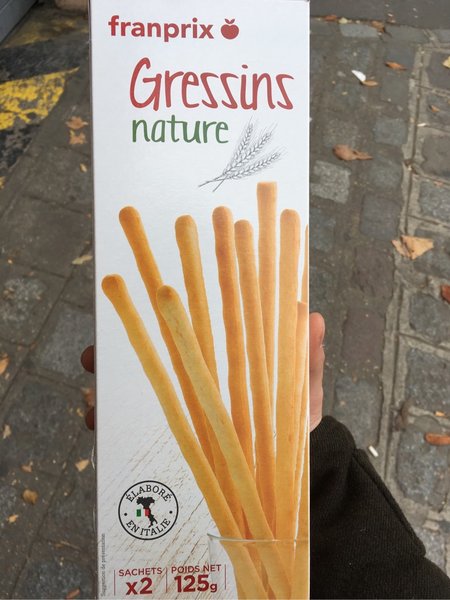 franprix
Gressins
nature
ÉLABORÉ
EN ITALIE
SACHETS
X2
POIDS NET
125g
Suggestion de présentation